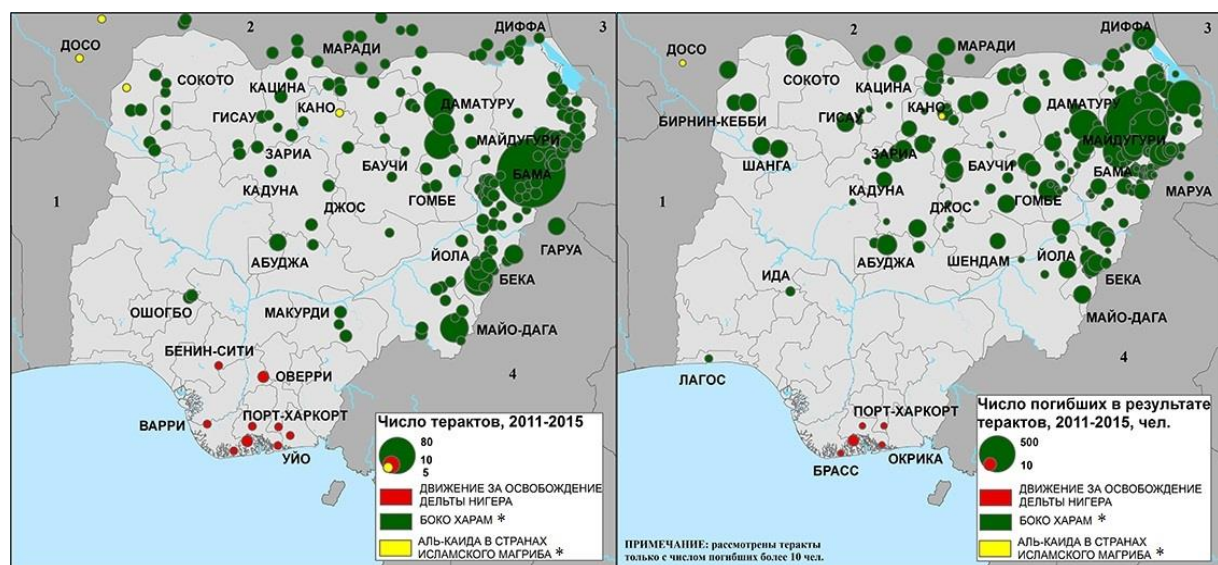 2
3
ДИФФА
ДОСО
МАРАДИ
СОКОТО
КАЦИНА
ДАМАТУРУ
КАНО
ГИСАУ
МАЙДУГУРИ
ЗАРИА
БАУЧИ
БАМА
КАДУНА
ГОМБЕ
1
ДЖОС
ГАРУА
ЙОЛА
АБУДЖА
БЕКА
ОШОГБО
МАКУРДИ
МАЙО-ДАГА
БЕНИН-СИТИ
4
ОВЕРРИ
ПОРТ-ХАРКОРТ
ВАРРИ
УЙО
Число терактов, 2011-2015
80
10
5
ДВИЖЕНИЕ ЗА ОСВОБОЖДЕНИЕ
ДЕЛЬТЫ НИГЕРА
БОКО ХАРАМ *
АЛЬ-КАИДА В СТРАНАХ
ИСЛАМСКОГО МАГРИБА *
2
3
ДИФФА
ДОСО
МАРАДИ
СОКОТО
КАЦИНА
ДАМАТУРУ
КАНО
БИРНИН-КЕББИ
ГИСАУ
МАЙДУГУРИ
ЗАРИА
ШАНГА
БАУЧИ
БАМА
КАДУНА
МАРУА
1
ГОМБЕ
ДЖОС
АБУДЖА
ШЕНДАМ
ЙОЛА
ИДА
БЕКА
МАЙО-ДАГА
4
ЛАГОС
ПОРТ-ХАРКОРТ
БРАСС
ОКРИКА
Число погибших в результате
терактов, 2011-2015, чел.
500
10
ДВИЖЕНИЕ ЗА ОСВОБОЖДЕНИЕ
ДЕЛЬТЫ НИГЕРА
БОКО ХАРАМ *
АЛЬ-КАИДА В СТРАНАХ
ИСЛАМСКОГО МАГРИБА *
ПРИМЕЧАНИЕ: рассмотрены теракты
только с числом погибших более 10 чел.